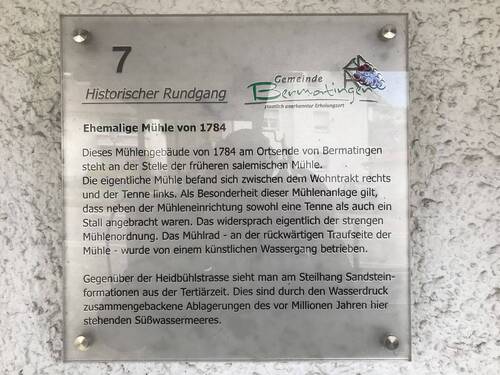 7
Historischer Rundgang
Gemeinde
Bermatingen
staatlich anerkannter Erholungsort
Ehemalige Mühle von 1784
Dieses Mühlengebäude von 1784 am Ortsende von Bermatingen
steht an der Stelle der früheren salemischen Mühle.
Die eigentliche Mühle befand sich zwischen dem Wohntrakt rechts
und der Tenne links. Als Besonderheit dieser Mühlenanlage gilt,
dass neben der Mühleneinrichtung sowohl eine Tenne als auch ein
Stall angebracht waren. Das widersprach eigentlich der strengen
Mühlenordnung. Das Mühlrad - an der rückwärtigen Traufseite der
Mühle - wurde von einem künstlichen Wassergang betrieben.
Gegenüber der Heidbühlstrasse sieht man am Steilhang Sandstein-
formationen aus der Tertiärzeit. Dies sind durch den Wasserdruck
zusammengebackene Ablagerungen des vor Millionen Jahren hier
stehenden Süßwassermeeres.